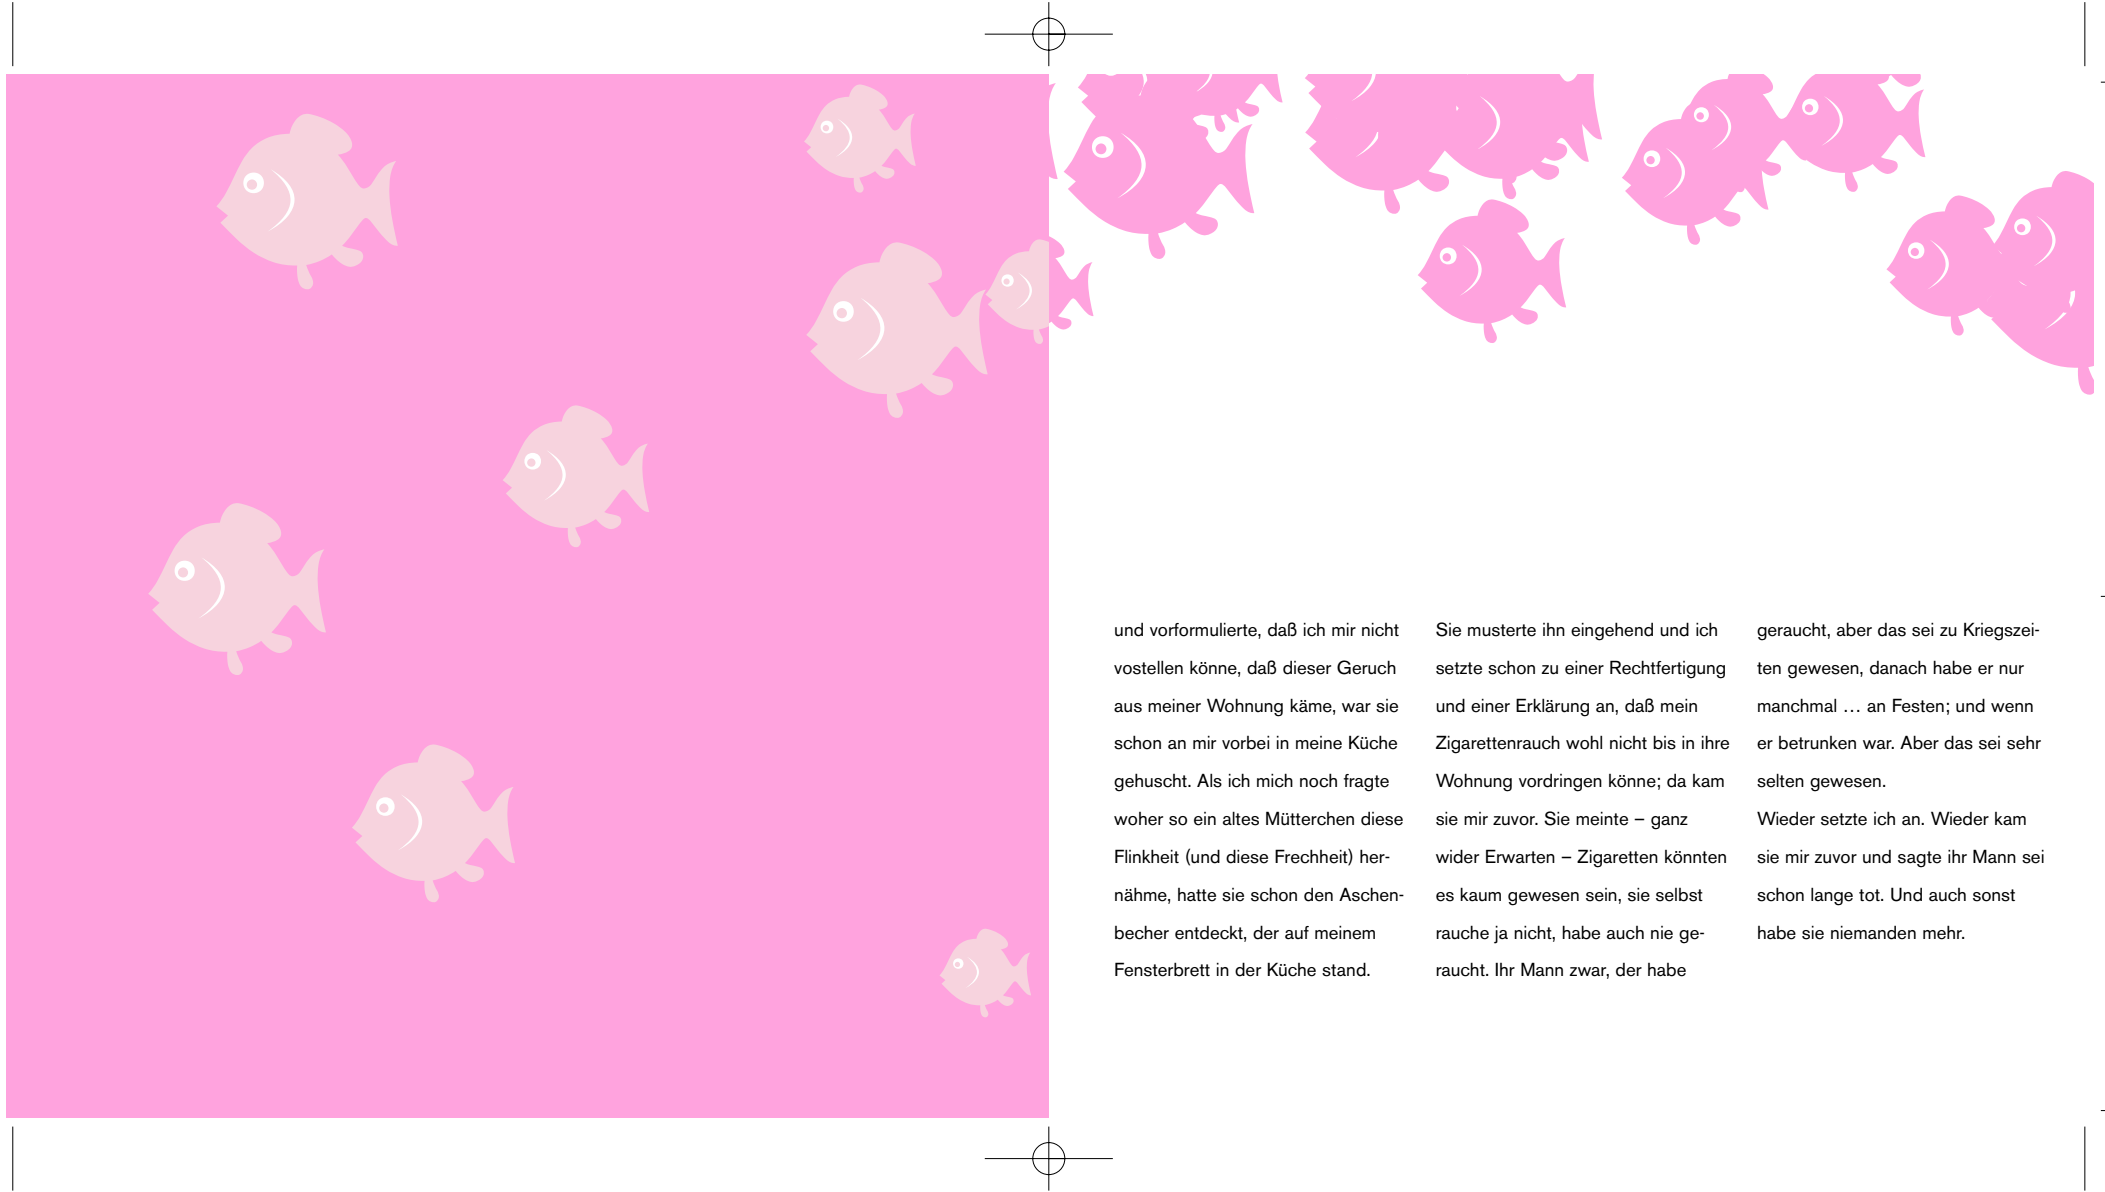 und vorformulierte, daß ich mir nicht
vostellen könne, daß dieser Geruch
aus meiner Wohnung käme, war sie
schon an mir vorbei in meine Küche
gehuscht. Als ich mich noch fragte
woher so ein altes Mütterchen diese
Flinkheit (und diese Frechheit) her-
nähme, hatte sie schon den Aschen-
becher entdeckt, der auf meinem
Fensterbrett in der Küche stand.
Sie musterte ihn eingehend und ich
setzte schon zu einer Rechtfertigung
und einer Erklärung an, daß mein
Zigarettenrauch wohl nicht bis in ihre
Wohnung vordringen könne; da kam
sie mir zuvor. Sie meinte – ganz
wider Erwarten – Zigaretten könnten
es kaum gewesen sein, sie selbst
rauche ja nicht, habe auch nie ge-
raucht. Ihr Mann zwar, der habe
geraucht, aber das sei zu Kriegszei-
ten gewesen, danach habe er nur
manchmal … an Festen; und wenn
er betrunken war. Aber das sei sehr
selten gewesen.
Wieder setzte ich an. Wieder kam
sie mir zuvor und sagte ihr Mann sei
schon lange tot. Und auch sonst
habe sie niemanden mehr.